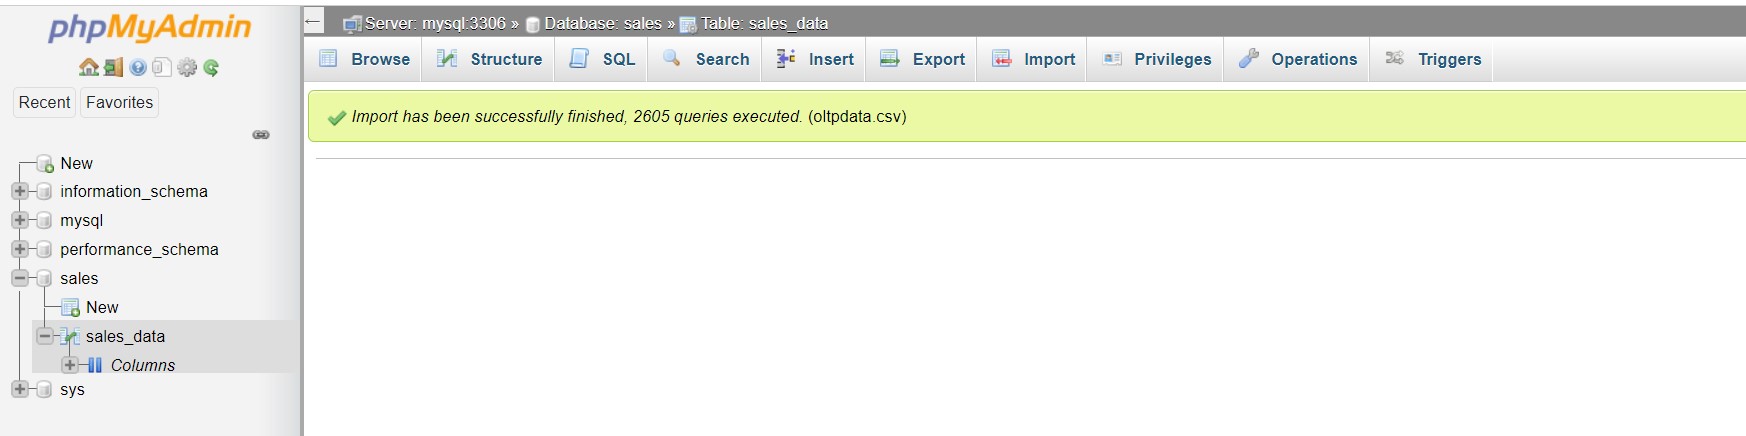 phpMyAdmin
Recent Favorites
New
information_schema
mysql
performance_schema
sales
New
sales_data
Columns
sys
← Server: mysql:3306 » Database: sales » Table: sales_data
Browse Structure SQL Search Insert Export Import Privileges Operations Triggers
Import has been successfully finished, 2605 queries executed. (oltpdata.csv)